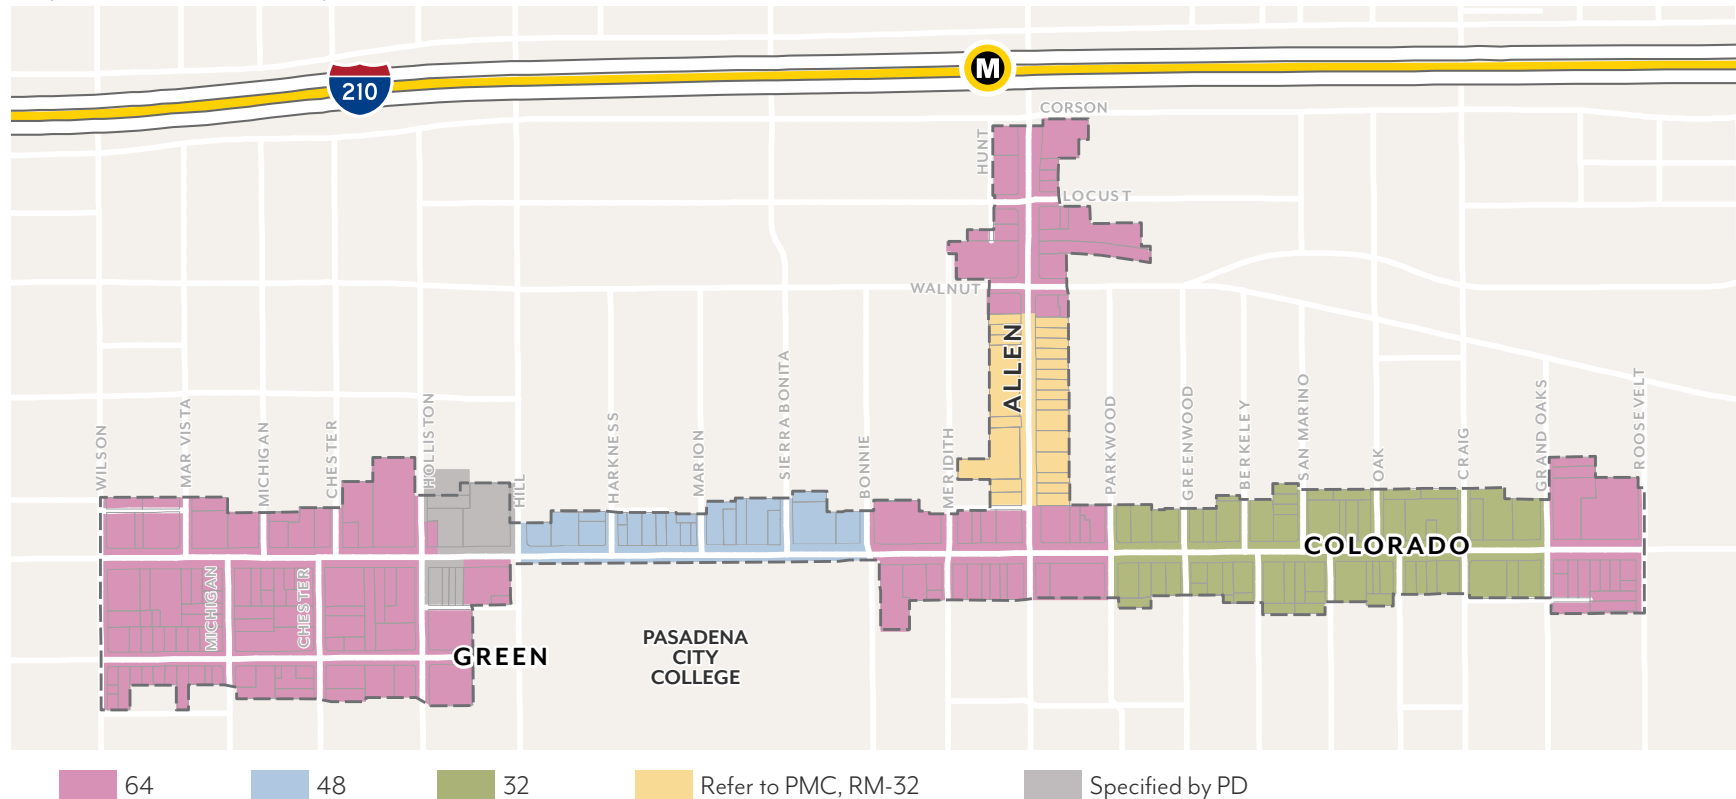 210
M
CORSON
HUNT
LOCUST
WALNUT
ALLEN
WILSON
MAR VISTA
MICHIGAN
CHESTER
HOLLISTON
HILL
HARKNESS
MARION
SIERRA BONITA
BONNIE
MEREDITH
PARKWOOD
GREENWOOD
BERKELEY
SAN MARINO
OAK
CRAIG
GRAND OAKS
ROOSEVELT
COLORADO
MICHIGAN
CHESTER
GREEN
PASADENA
CITY
COLLEGE
64
48
32
Refer to PMC, RM-32
Specified by PD